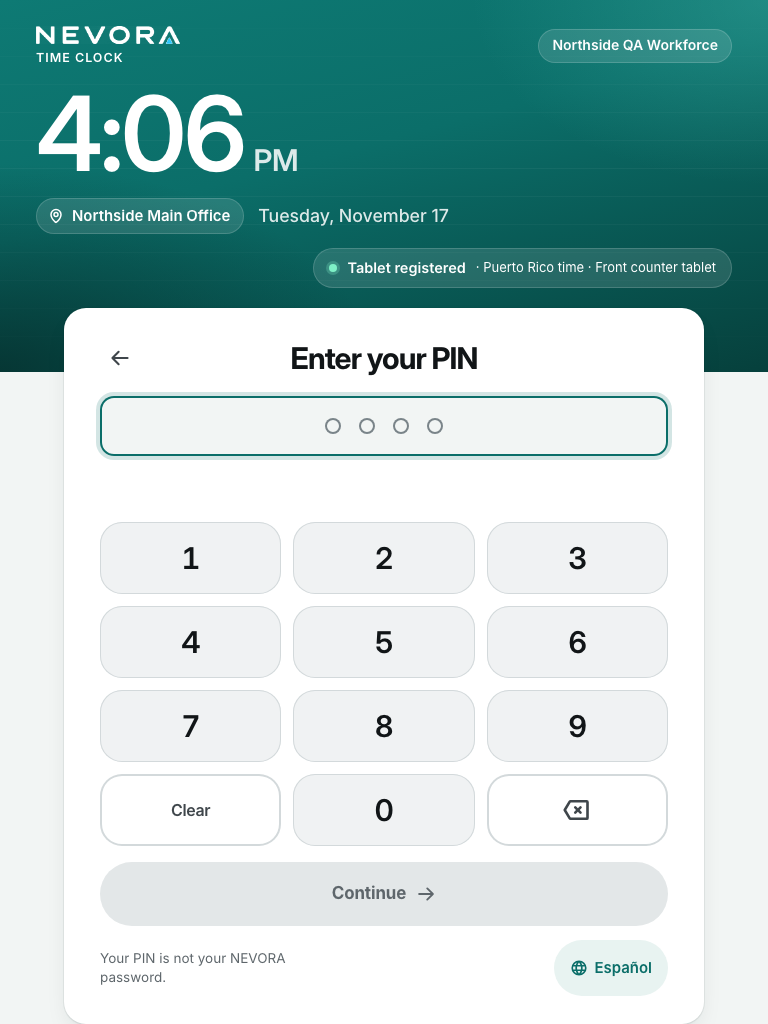 NEVORA
TIME CLOCK
Northside QA Workforce
4:06 PM
Northside Main Office
Tuesday, November 17
Tablet registered · Puerto Rico time · Front counter tablet
Enter your PIN
1 2 3
4 5 6
7 8 9
Clear 0
Continue
Your PIN is not your NEVORA
password.
Español